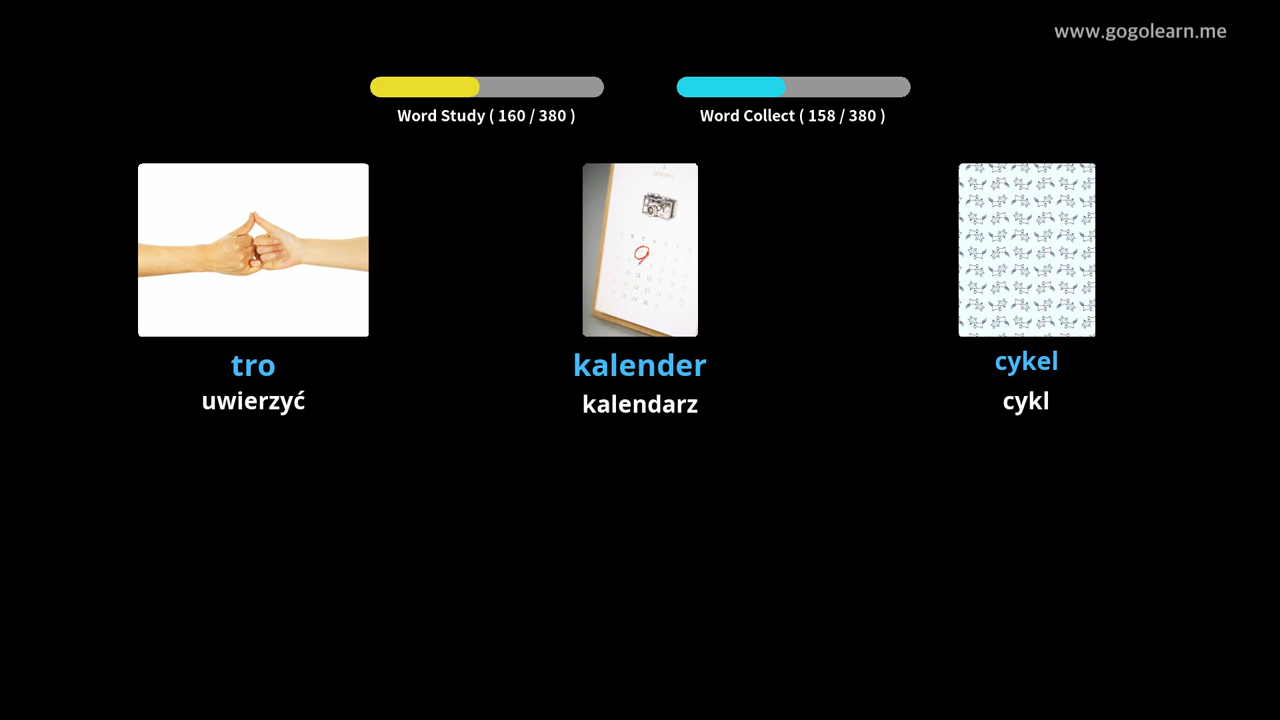 www.gogolearn.me
Word Study ( 160 / 380 )
Word Collect ( 158 / 380 )
tro
uwierzyć
kalender
kalendarz
cykel
cykl